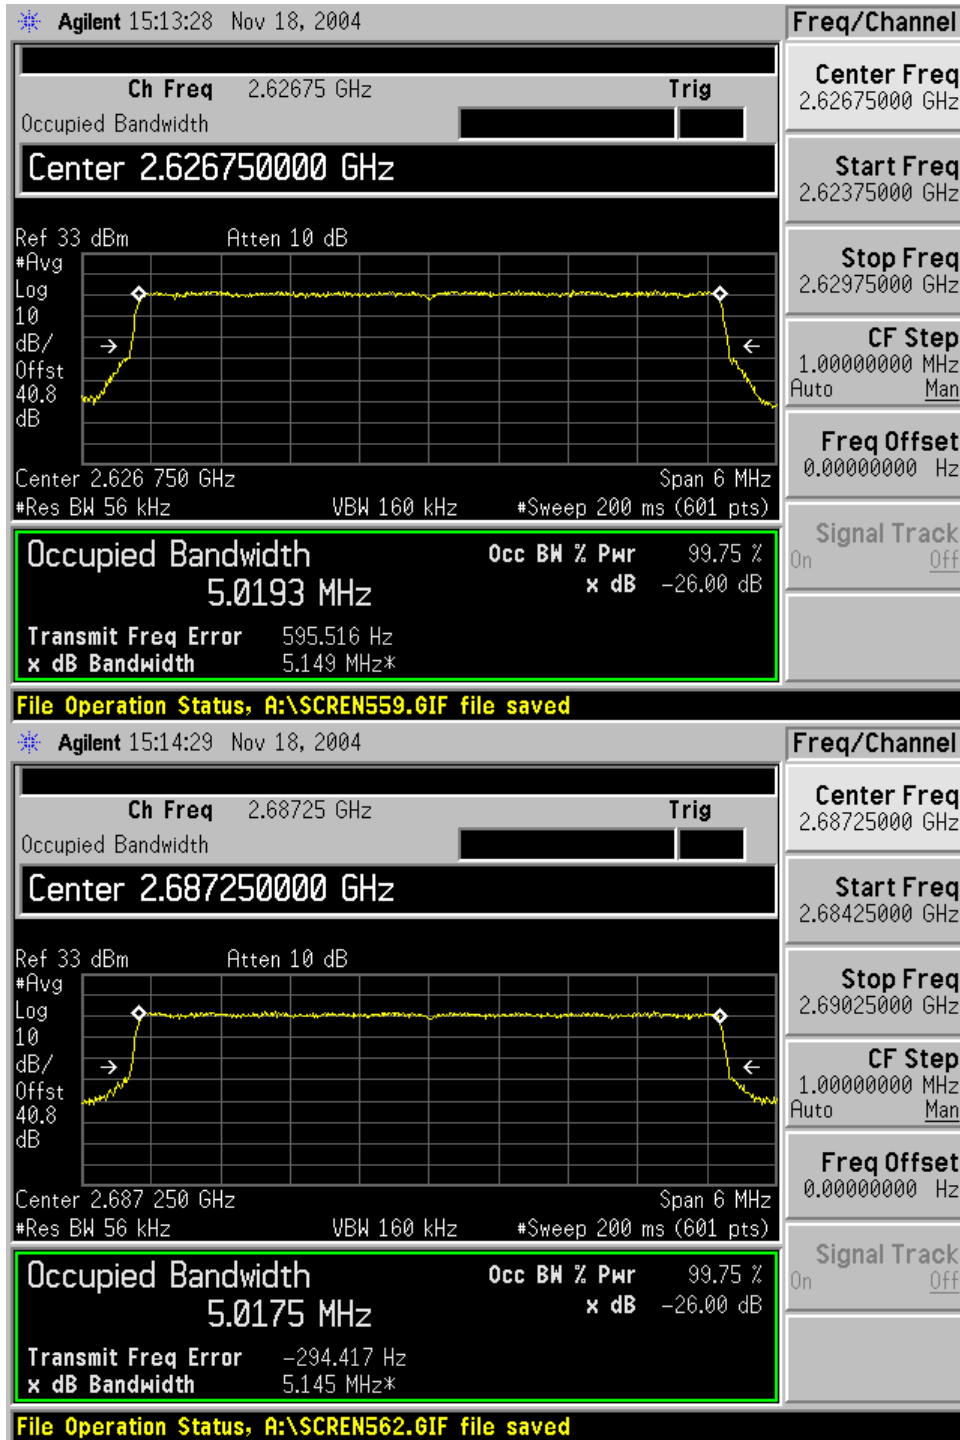 Agilent 15:13:28 Nov 18, 2004
Freq/Channel
Ch Freq 2.62675 GHz Trig
Occupied Bandwidth
Center 2.626750000 GHz
Center Freq
2.62675000 GHz
Start Freq
2.62375000 GHz
Stop Freq
2.62975000 GHz
CF Step
1.00000000 MHz
Auto Man
Freq Offset
0.00000000 Hz
Signal Track
On Off
Ref 33 dBm Atten 10 dB
#Avg
Log
10
dB/
Offst
40.8
dB
Center 2.626 750 GHz Span 6 MHz
#Res BW 56 kHz VBW 160 kHz #Sweep 200 ms (601 pts)
Occupied Bandwidth Occ BW % Pwr 99.75 %
5.0193 MHz x dB -26.00 dB
Transmit Freq Error 595.516 Hz
x dB Bandwidth 5.149 MHz*
File Operation Status, A:\SCREN559.GIF file saved
Agilent 15:14:29 Nov 18, 2004
Freq/Channel
Ch Freq 2.68725 GHz Trig
Occupied Bandwidth
Center 2.687250000 GHz
Center Freq
2.68725000 GHz
Start Freq
2.68425000 GHz
Stop Freq
2.69025000 GHz
CF Step
1.00000000 MHz
Auto Man
Freq Offset
0.00000000 Hz
Signal Track
On Off
Ref 33 dBm Atten 10 dB
#Avg
Log
10
dB/
Offst
40.8
dB
Center 2.687 250 GHz Span 6 MHz
#Res BW 56 kHz VBW 160 kHz #Sweep 200 ms (601 pts)
Occupied Bandwidth Occ BW % Pwr 99.75 %
5.0175 MHz x dB -26.00 dB
Transmit Freq Error -294.417 Hz
x dB Bandwidth 5.145 MHz*
File Operation Status, A:\SCREN562.GIF file saved